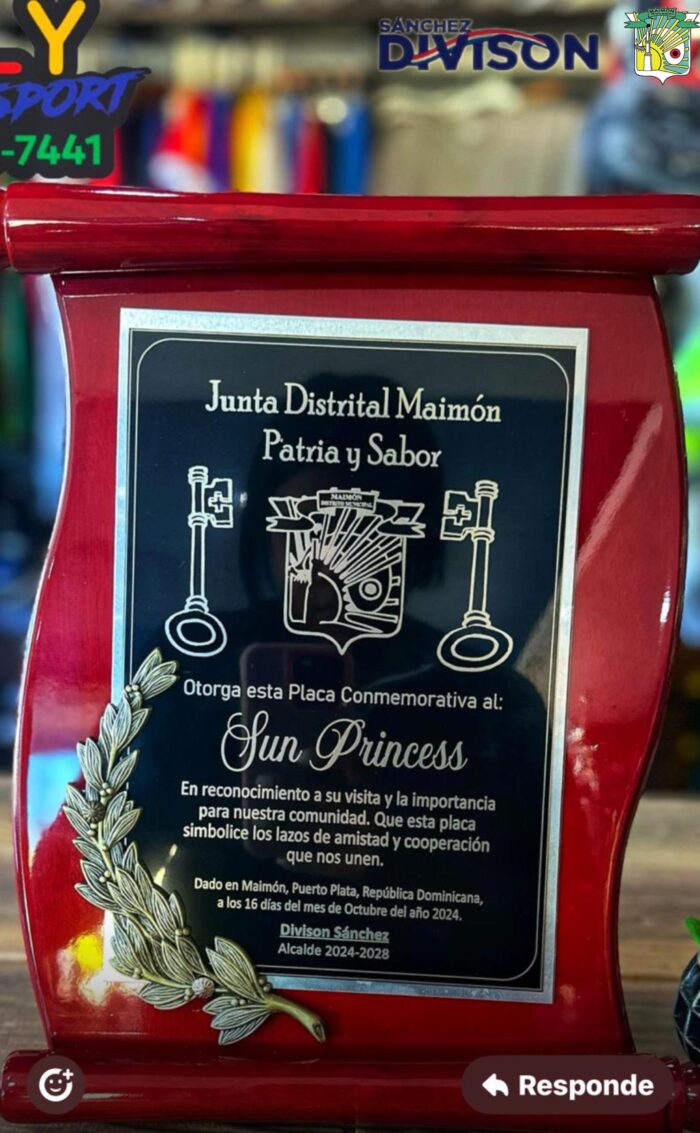 Y
SPORT
-7441
SÁNCHEZ
DIVISON
Junta Distrital Maimón
Patria y Sabor
MAIMÓN
DISTRITO MUNICIPAL
Otorga esta Placa Conmemorativa al:
Sun Princess
En reconocimiento a su visita y la importancia
para nuestra comunidad. Que esta placa
simbolice los lazos de amistad y cooperación
que nos unen.
Dado en Maimón, Puerto Plata, República Dominicana,
a los 16 días del mes de Octubre del año 2024.
Divison Sánchez
Alcalde 2024-2028
Responde